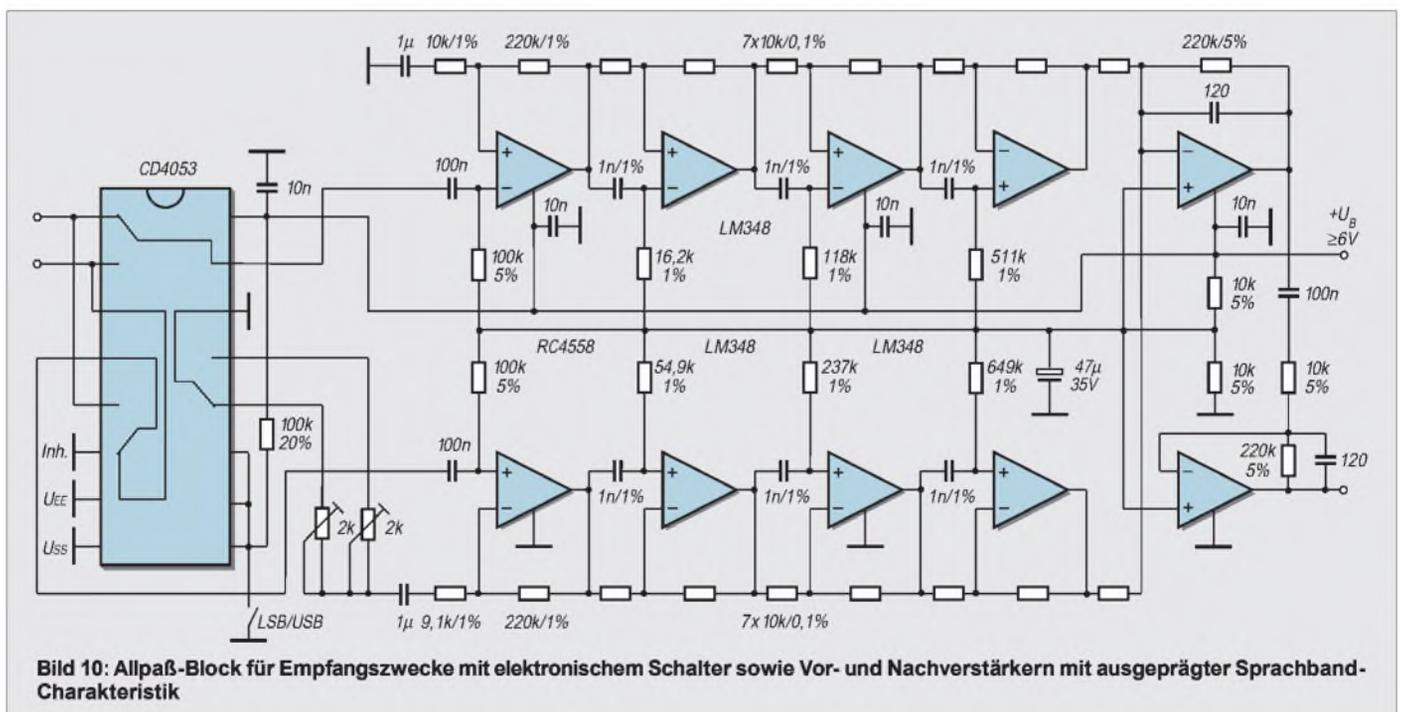 1µ 10k/1% 220k/1% 7x10k/0,1% 220k/5%
120
CD4053
10n
100n
1n/1% 1n/1% 1n/1%
+ + + − −
− − − + +
10n 10n 10n
LM348
+U_B
≥6V
100k
5%
16,2k
1%
118k
1%
511k
1%
10k
5%
100n
RC4558 LM348 LM348
100k
5%
54,9k
1%
237k
1%
649k
1%
47µ
35V
10k
5%
10k
5%
100k
20%
Inh.
U_EE
U_SS
100n
1n/1% 1n/1% 1n/1%
+ + + + −
− − − − +
220k
5%
120
2k 2k
LSB/USB
1µ 9,1k/1% 220k/1% 7x10k/0,1%
Bild 10: Allpaß-Block für Empfangszwecke mit elektronischem Schalter sowie Vor- und Nachverstärkern mit ausgeprägter Sprachband-
Charakteristik